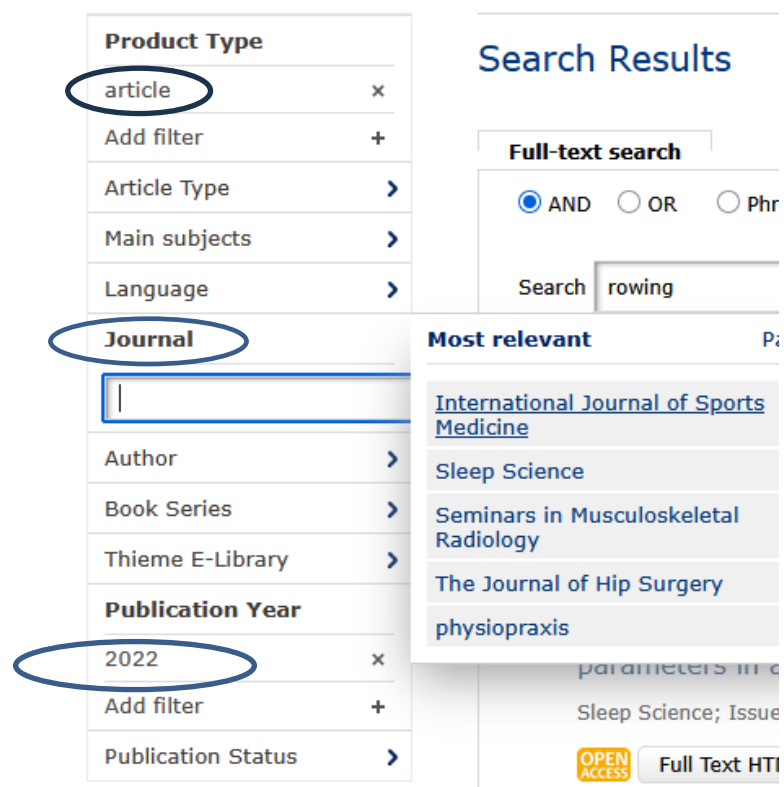 Product Type
article ×
Add filter +
Article Type
Main subjects
Language
Journal
Author
Book Series
Thieme E-Library
Publication Year
2022 ×
Add filter +
Publication Status
Search Results
Full-text search
AND OR
Search rowing
Most relevant
International Journal of Sports
Medicine
Sleep Science
Seminars in Musculoskeletal
Radiology
The Journal of Hip Surgery
physiopraxis
parameters in a
Sleep Science; Issue
OPEN
ACCESS
Full Text